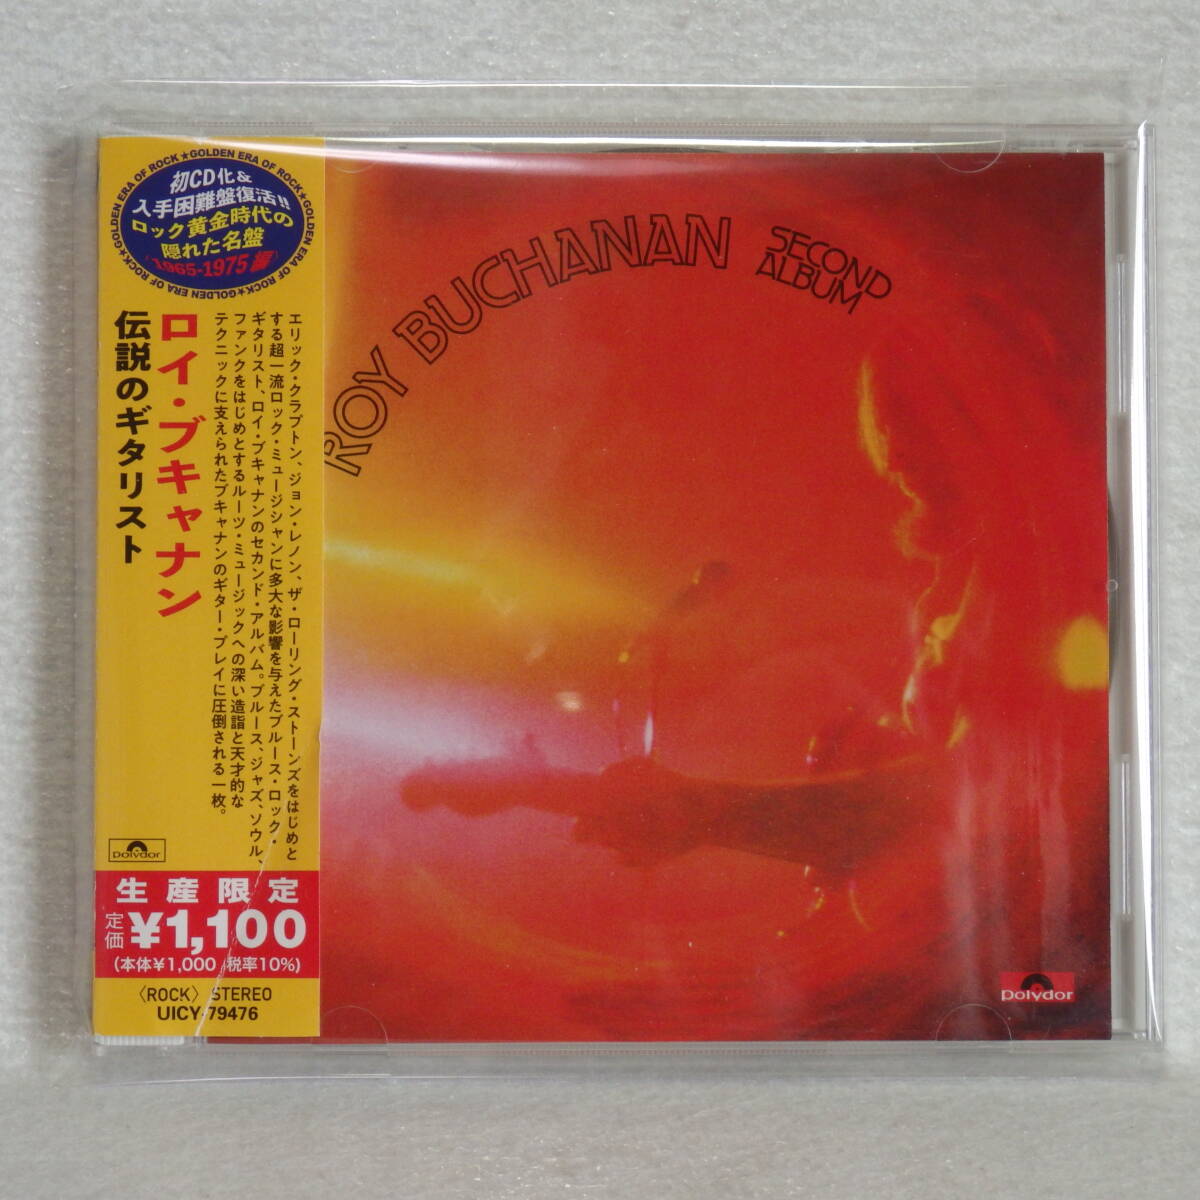 GOLDEN ERA OF ROCK★GOLDEN ERA OF ROCK★GOLDEN ERA OF ROCK★GOLDEN ERA OF ROCK★
初CD化&
入手困難盤復活!!
ロック黄金時代の
隠れた名盤
〈1965-1975編〉
ロイ・ブキャナン
伝説のギタリスト
エリック・クラプトン、ジョン・レノン、ザ・ローリング・ストーンズをはじめと
する超一流ロック・ミュージシャンに多大な影響を与えたブルース・ロック・
ギタリスト、ロイ・ブキャナンのセカンド・アルバム。ブルース、ジャズ、ソウル、
ファンクをはじめとするルーツ・ミュージックへの深い造詣と天才的な
テクニックに支えられたブキャナンのギター・プレイに圧倒される一枚。
polydor
生産限定
定価 ¥1,100
(本体¥1,000 税率10%)
〈ROCK〉 STEREO
UICY-79476
ROY BUCHANAN
SECOND
ALBUM
polydor